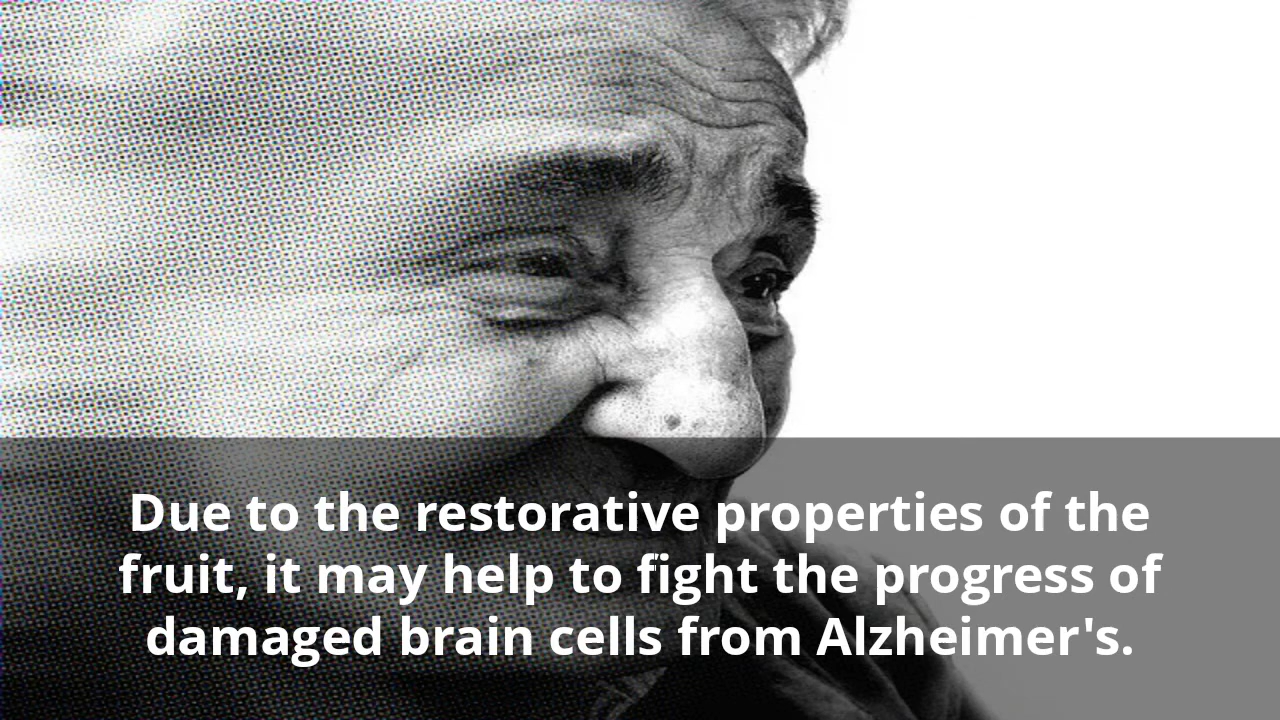 Due to the restorative properties of the
fruit, it may help to fight the progress of
damaged brain cells from Alzheimer's.